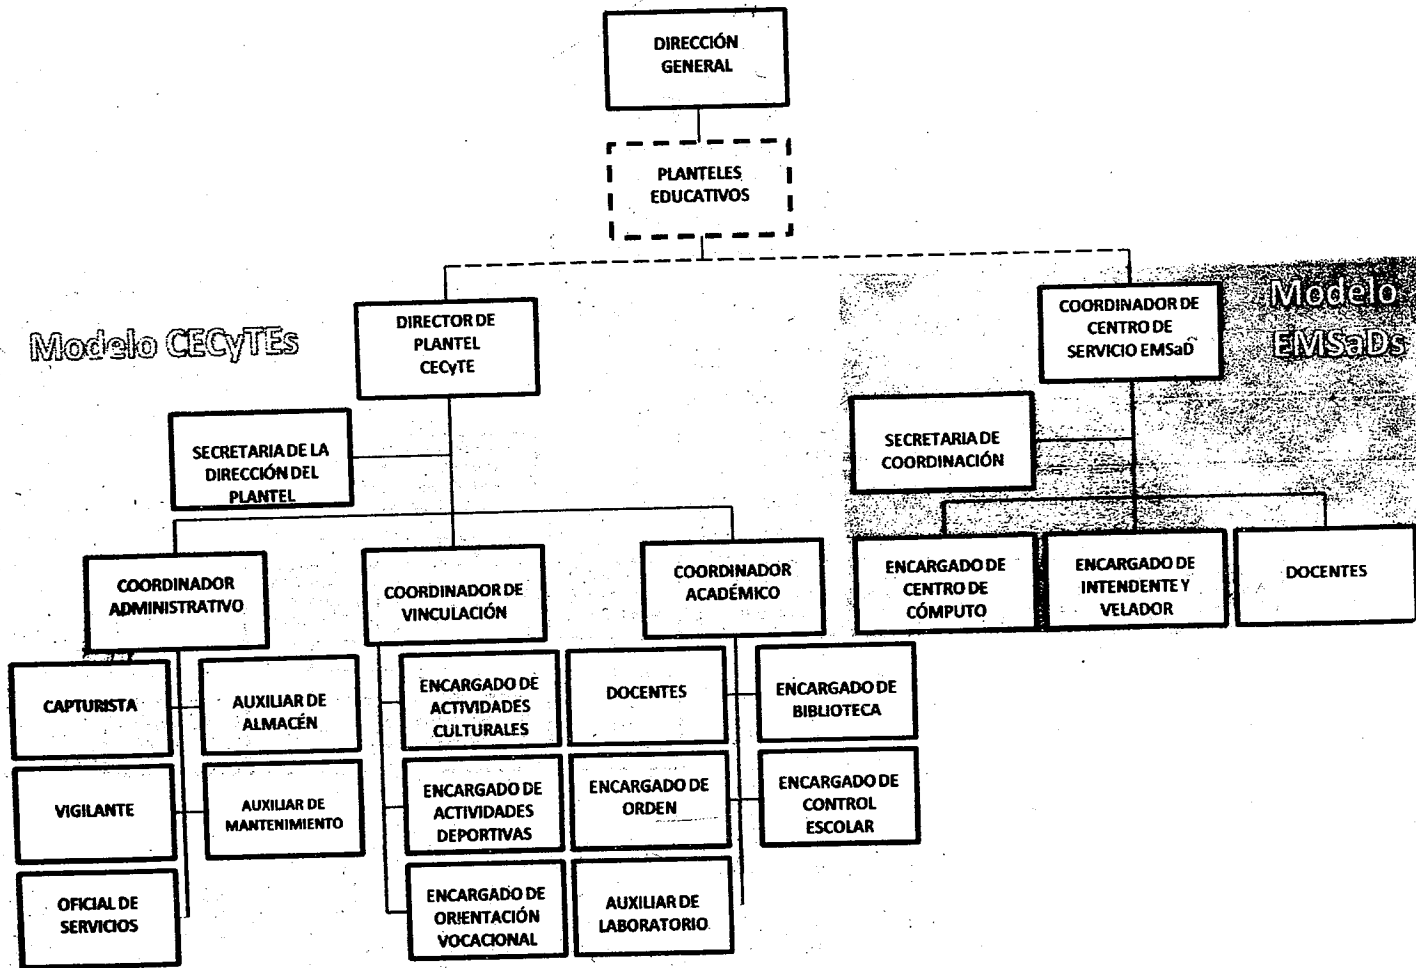 DIRECCIÓN
GENERAL
PLANTELES
EDUCATIVOS
Modelo CECyTEs
DIRECTOR DE
PLANTEL
CECyTE
COORDINADOR DE
CENTRO DE
SERVICIO EMSaD
Modelo
EMSaDs
SECRETARIA DE LA
DIRECCIÓN DEL
PLANTEL
SECRETARIA DE
COORDINACIÓN
COORDINADOR
ADMINISTRATIVO
COORDINADOR DE
VINCULACIÓN
COORDINADOR
ACADÉMICO
ENCARGADO DE
CENTRO DE
CÓMPUTO
ENCARGADO DE
INTENDENTE Y
VELADOR
DOCENTES
CAPTURISTA
AUXILIAR DE
ALMACÉN
ENCARGADO DE
ACTIVIDADES
CULTURALES
DOCENTES
ENCARGADO DE
BIBLIOTECA
VIGILANTE
AUXILIAR DE
MANTENIMIENTO
ENCARGADO DE
ACTIVIDADES
DEPORTIVAS
ENCARGADO DE
ORDEN
ENCARGADO DE
CONTROL
ESCOLAR
OFICIAL DE
SERVICIOS
ENCARGADO DE
ORIENTACIÓN
VOCACIONAL
AUXILIAR DE
LABORATORIO